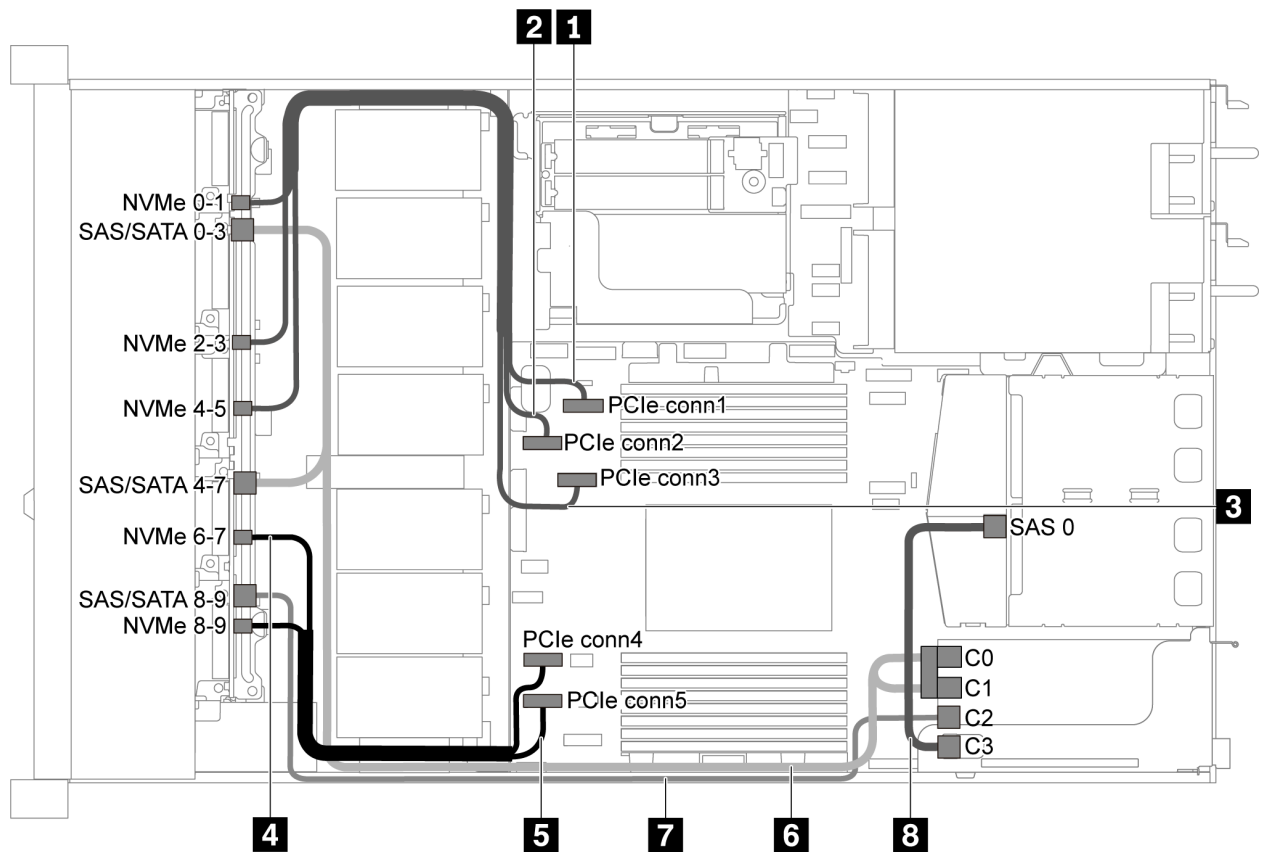 2 1
NVMe 0-1
SAS/SATA 0-3
NVMe 2-3
NVMe 4-5
PCIe conn1
PCIe conn2
PCIe conn3
SAS/SATA 4-7
3
SAS 0
NVMe 6-7
SAS/SATA 8-9
NVMe 8-9
PCIe conn4
C0
C1
PCIe conn5
C2
C3
4
5
7
6
8